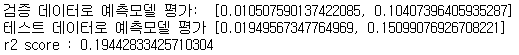 검증 데이터로 예측모델 평가:  [0.010507590137422085, 0.10407396405935287]
테스트 데이터로 예측모델 평가 [0.01949567347764969, 0.15099076926708221]
r2 score : 0.19442833425710304